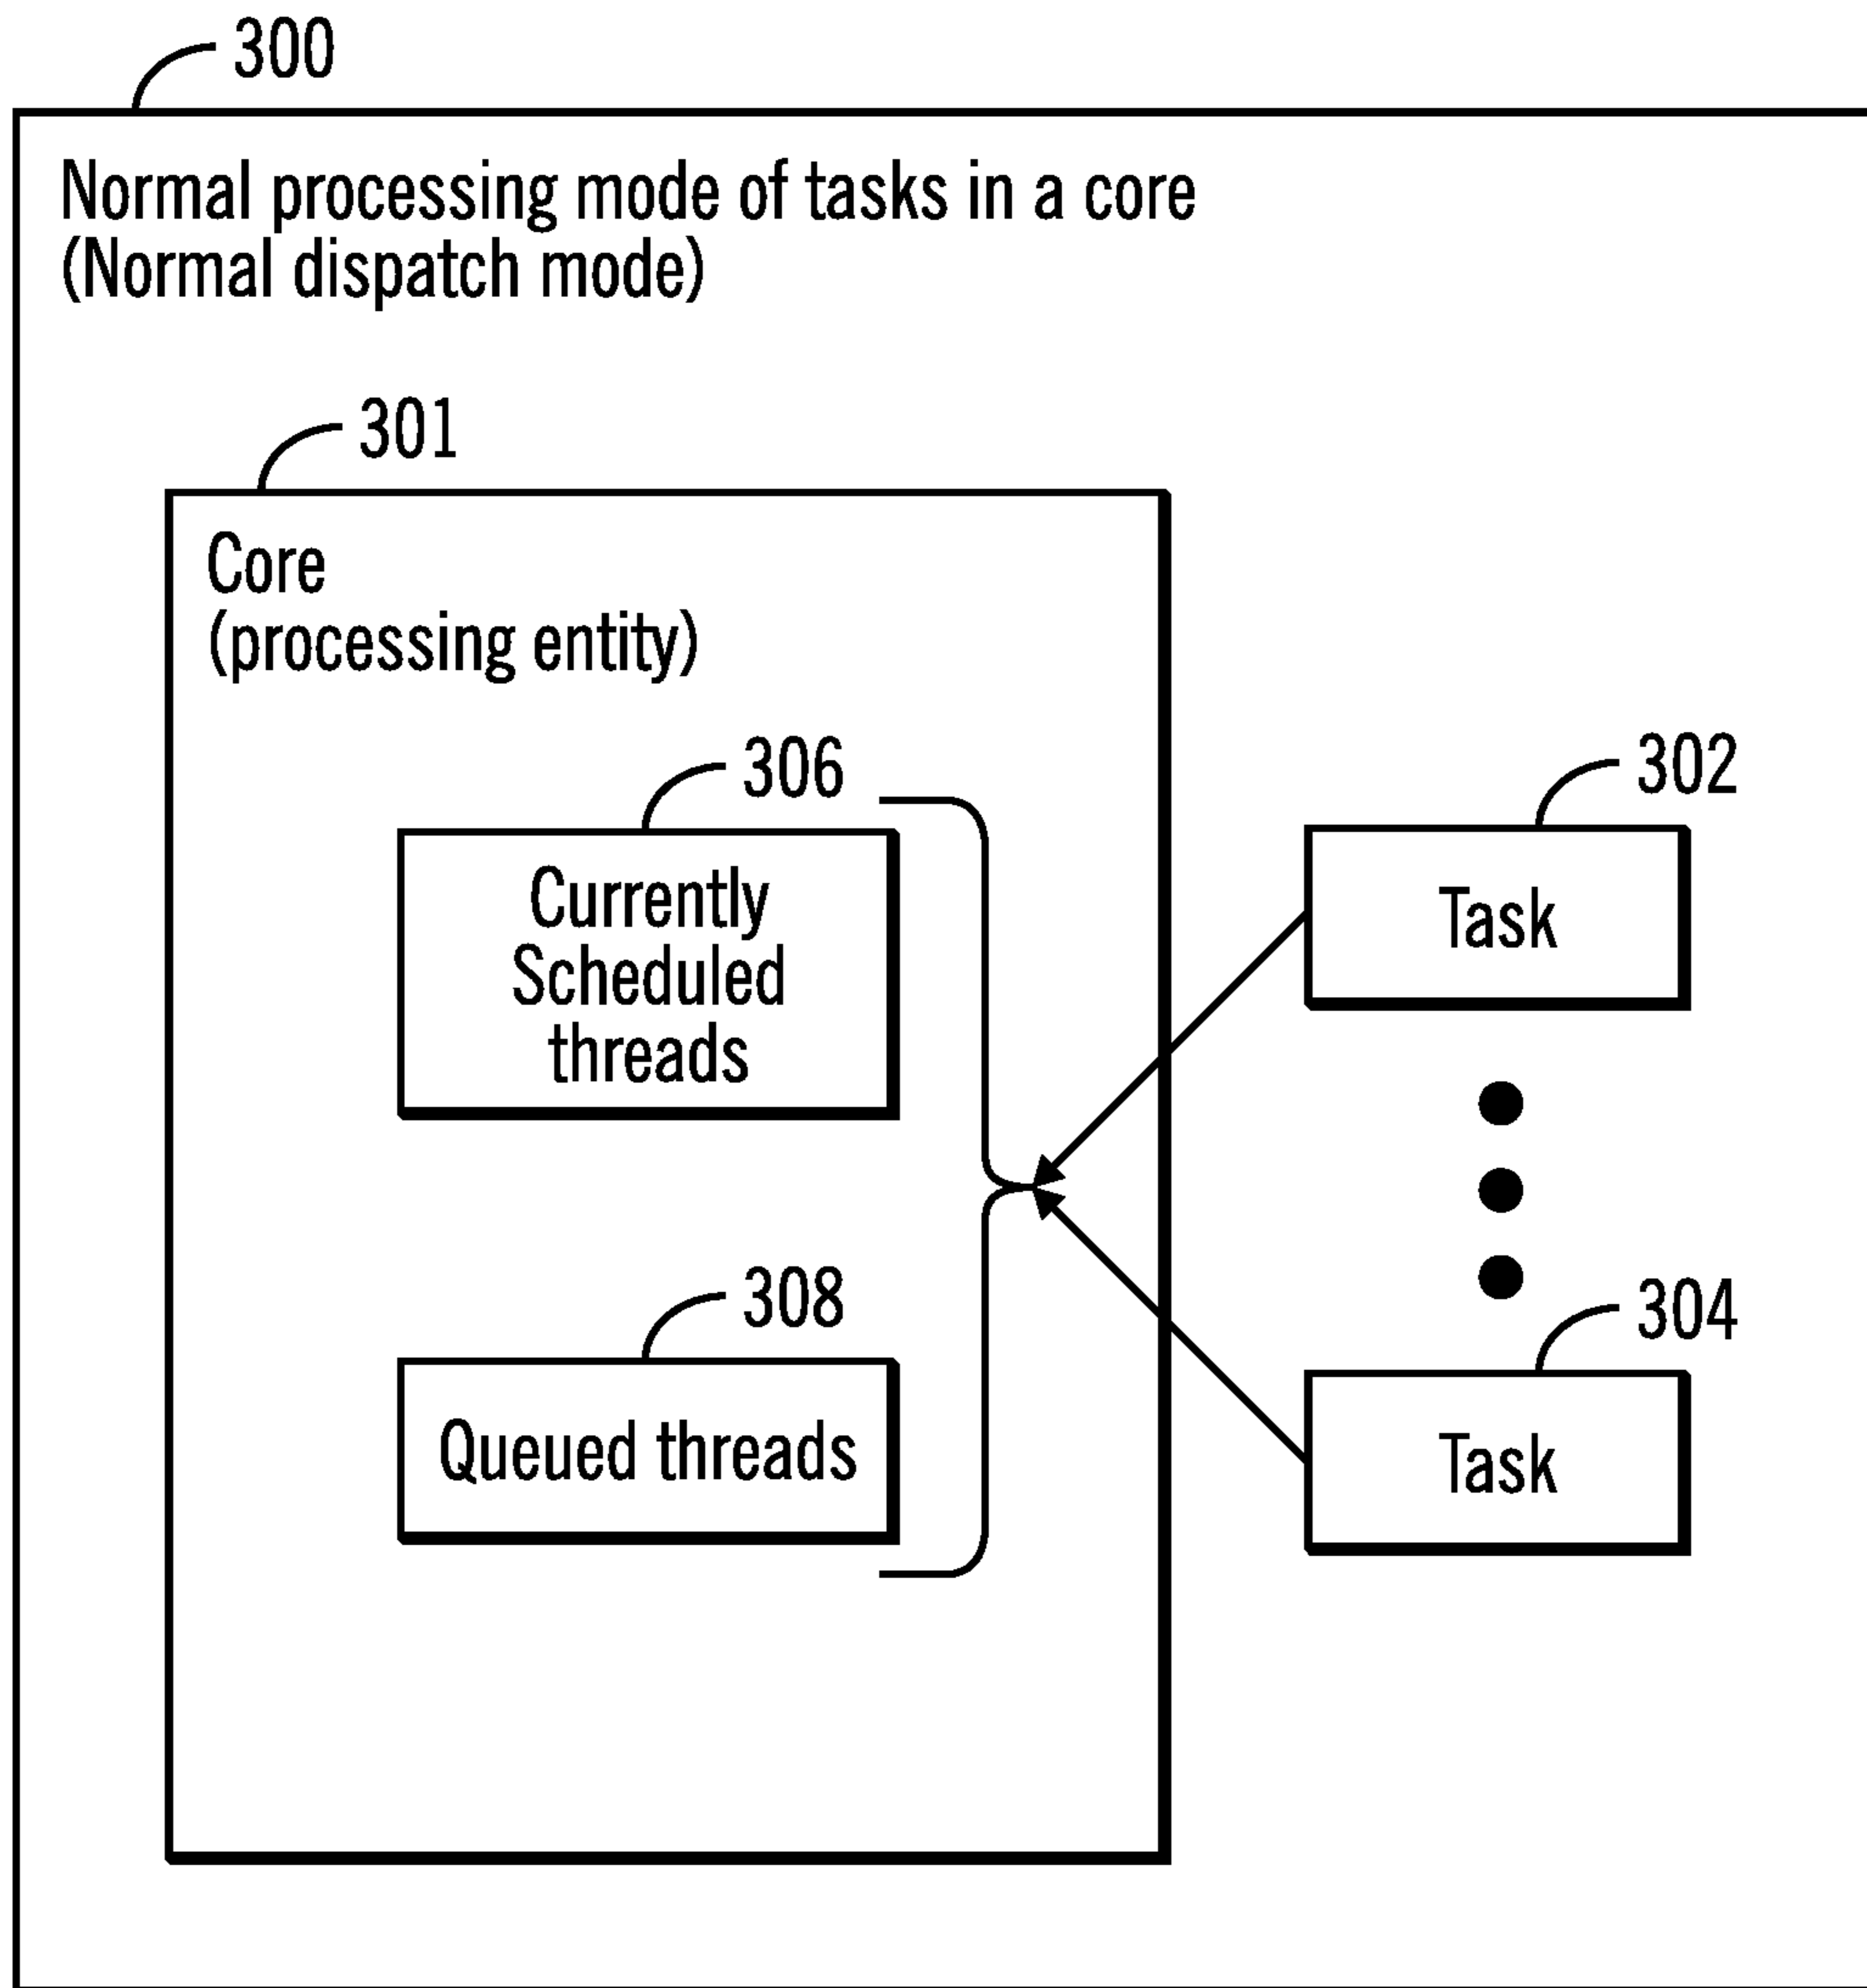 300
Normal processing mode of tasks in a core
(Normal dispatch mode)
301
Core
(processing entity)
306
Currently
Scheduled
threads
302
Task
308
Queued threads
304
Task